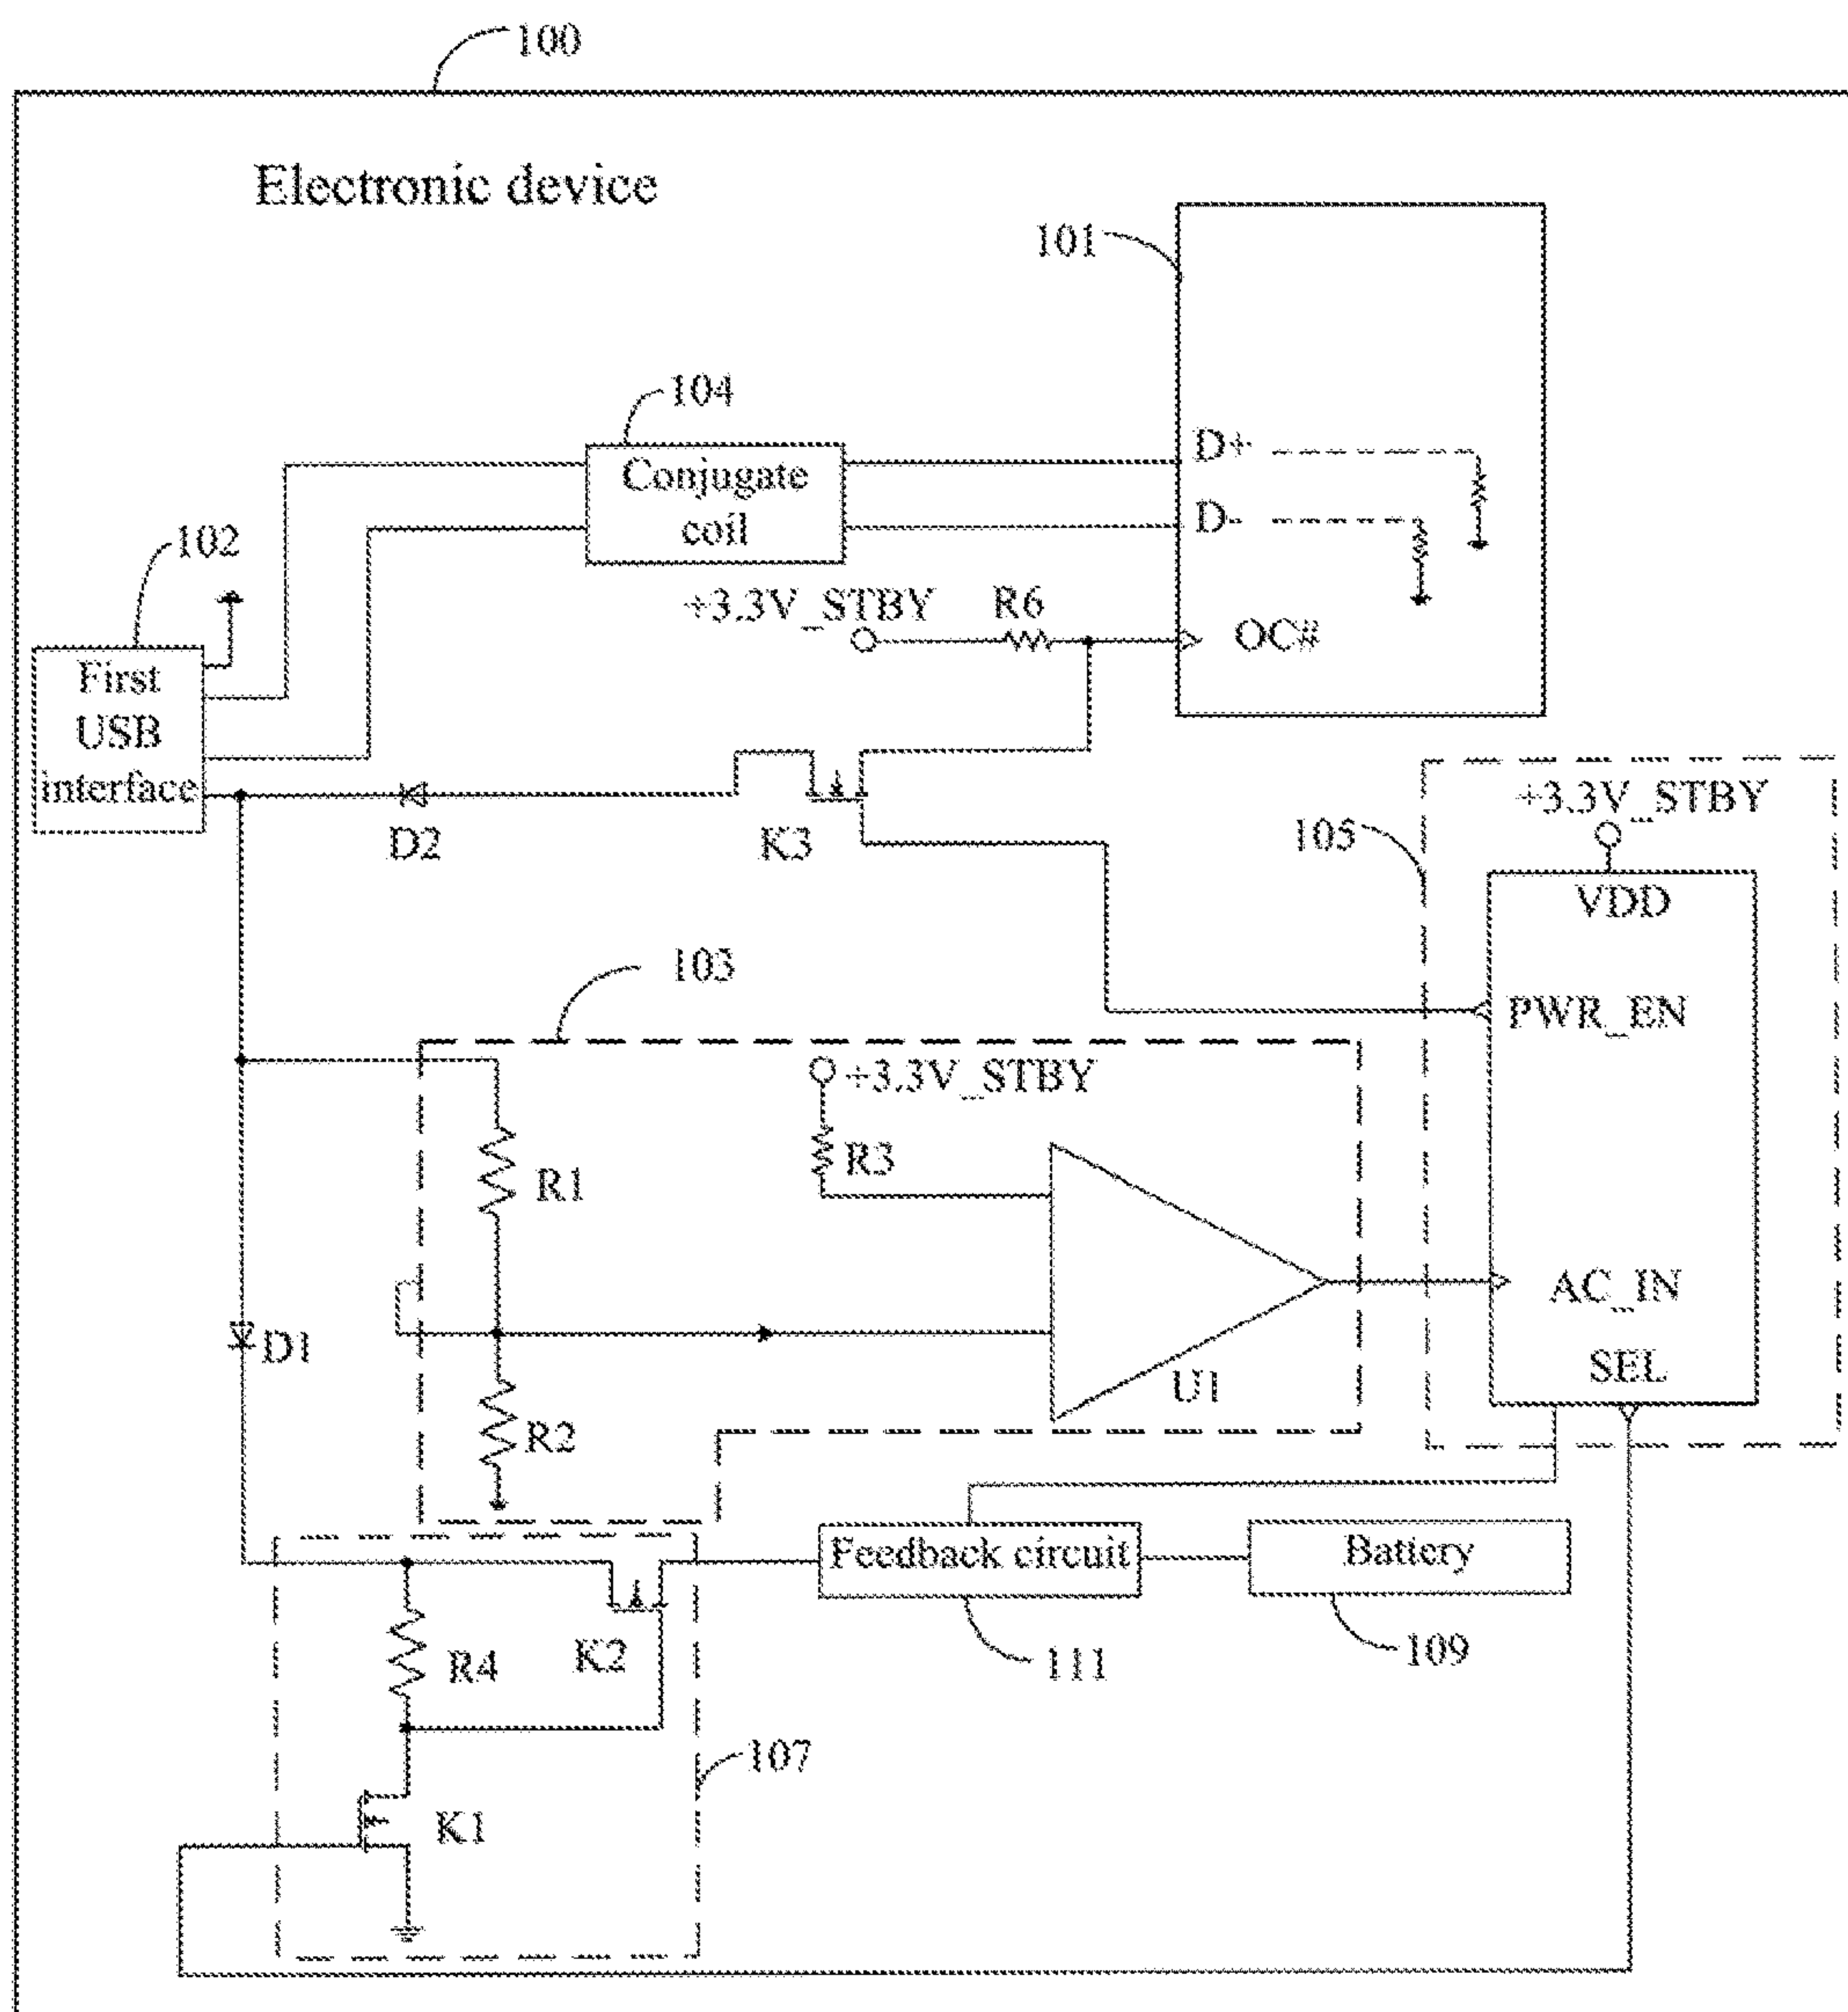 100
Electronic device
101
104
Conjugate
coil
D+
D-
102
+3.3V_STBY
R6
OC#
First
USB
interface
D2
K3
105
+3.3V_STBY
VDD
103
PWR_EN
+3.3V_STBY
R1
R3
AC_IN
D1
SEL
U1
R2
Feedback circuit
Battery
R4
K2
111
109
107
K1